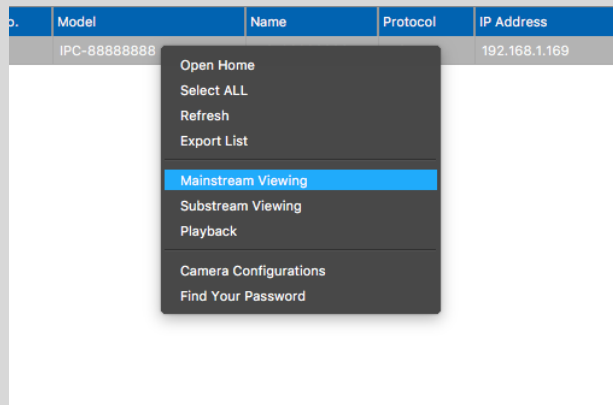 o. Model Name Protocol IP Address
IPC-88888888 192.168.1.169
Open Home
Select ALL
Refresh
Export List
Mainstream Viewing
Substream Viewing
Playback
Camera Configurations
Find Your Password